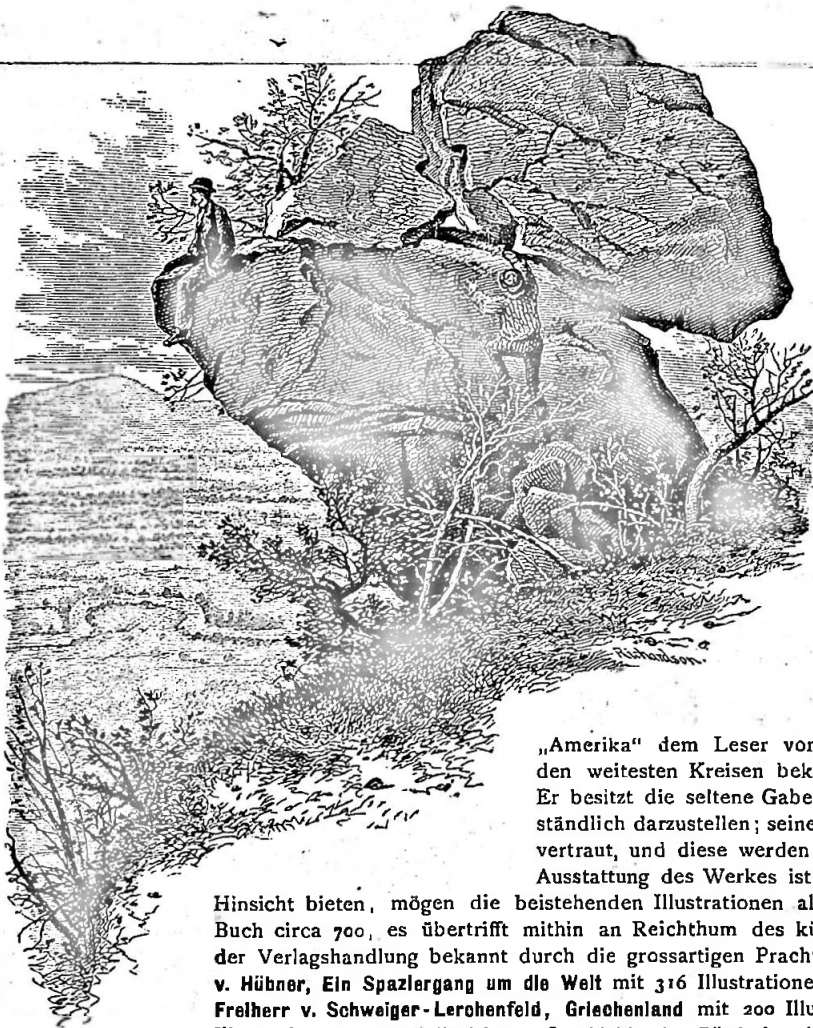 Richardson.
„Amerika“ dem Leser vor
den weitesten Kreisen bek
Er besitzt die seltene Gabe
ständlich darzustellen; seine
vertraut, und diese werden
Ausstattung des Werkes ist
Hinsicht bieten, mögen die beistehenden Illustrationen al
Buch circa 700, es übertrifft mithin an Reichthum des kü
der Verlagshandlung bekannt durch die grossartigen Prach
v. Hübner, Ein Spaziergang um die Welt mit 316 Illustratione
Freiherr v. Schweiger-Lerchenfeld, Griechenland mit 200 Illu